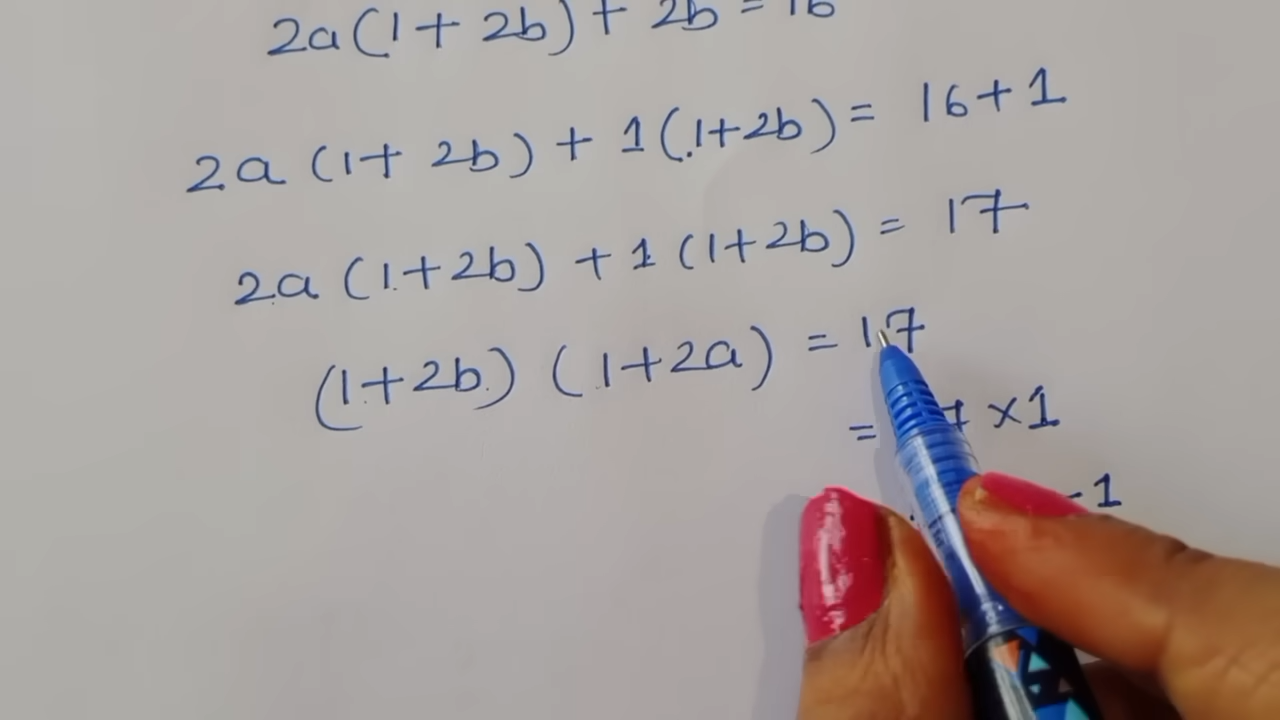 2a(1+ 2b) + 2b = 16
2a (1+ 2b) + 1(1+2b) = 16+1
2a (1+2b) + 1 (1+2b) = 17
(1+2b) (1+2a) = 17
= ×1
-1